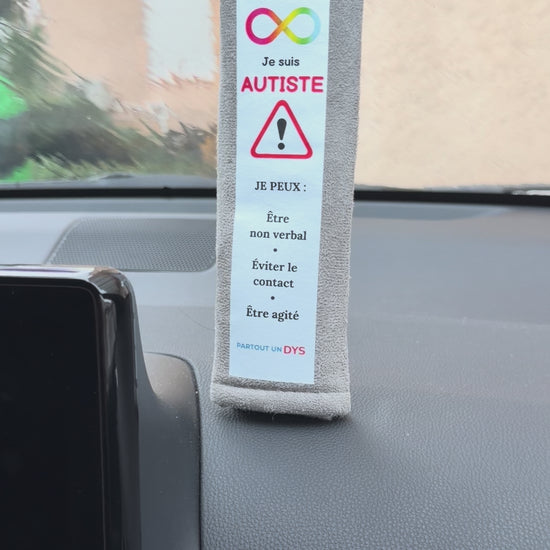 Je suis
AUTISTE
!
JE PEUX :
Être
non verbal
•
Éviter le
contact
•
Être agité
PARTOUT UN DYS